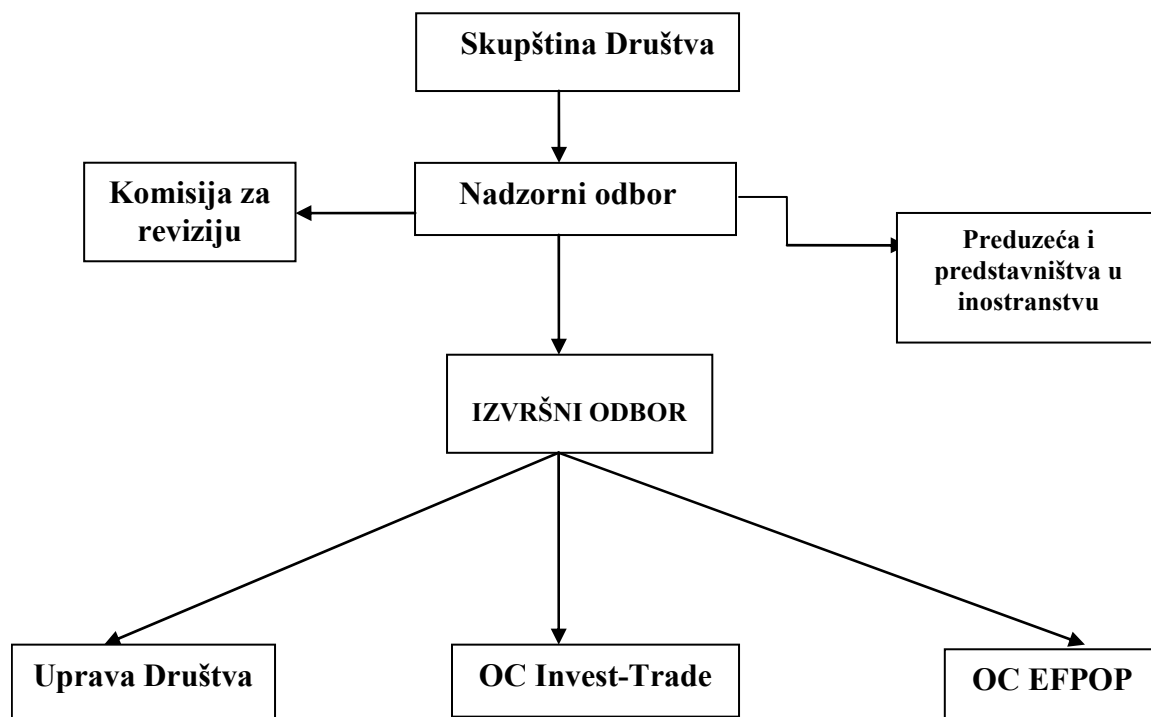 Skupština Društva
Komisija za
reviziju
Nadzorni odbor
Preduzeća i
predstavništva u
inostranstvu
IZVRŠNI ODBOR
Uprava Društva
OC Invest-Trade
OC EFPOP